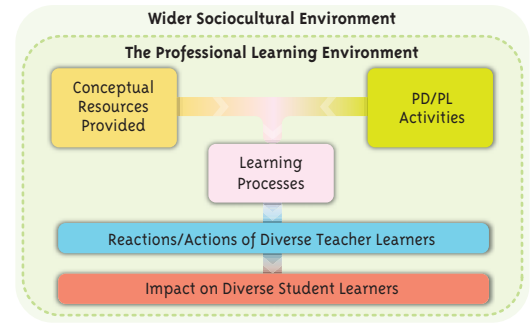 Wider Sociocultural Environment
The Professional Learning Environment
Conceptual
Resources
Provided
PD/PL
Activities
Learning
Processes
Reactions/Actions of Diverse Teacher Learners
Impact on Diverse Student Learners